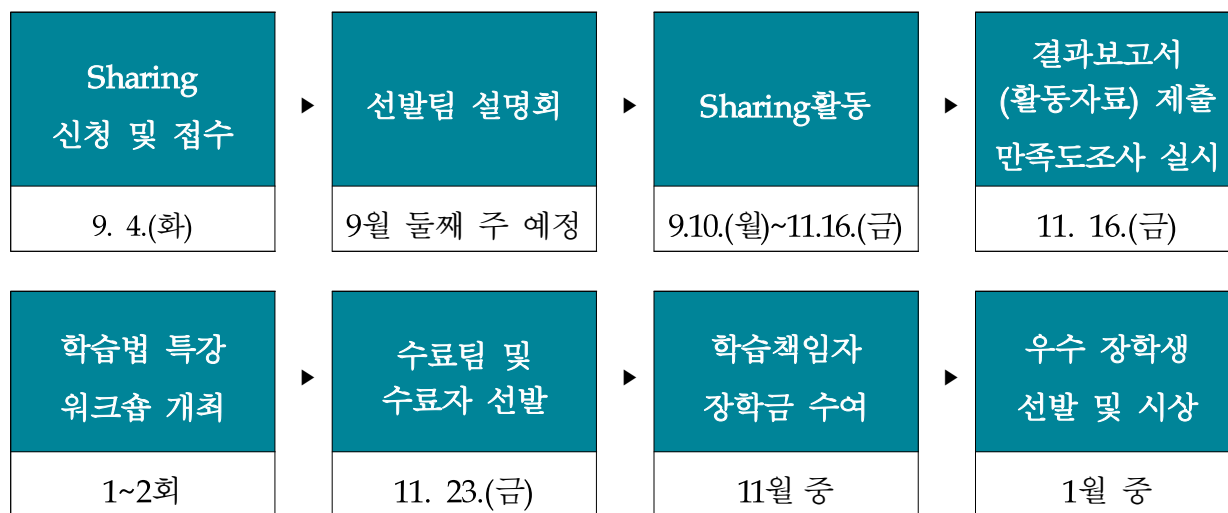 Sharing
신청 및 접수
▶
선발팀 설명회
▶
Sharing활동
▶
결과보고서
(활동자료) 제출
만족도조사 실시
9. 4.(화)
9월 둘째 주 예정
9.10.(월)~11.16.(금)
11. 16.(금)
학습법 특강
워크숍 개최
▶
수료팀 및
수료자 선발
▶
학습책임자
장학금 수여
▶
우수 장학생
선발 및 시상
1~2회
11. 23.(금)
11월 중
1월 중